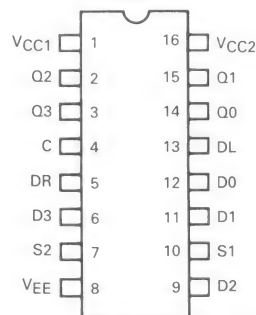 VCC1 1 16 VCC2
Q2 2 15 Q1
Q3 3 14 Q0
C 4 13 DL
DR 5 12 D0
D3 6 11 D1
S2 7 10 S1
VEE 8 9 D2